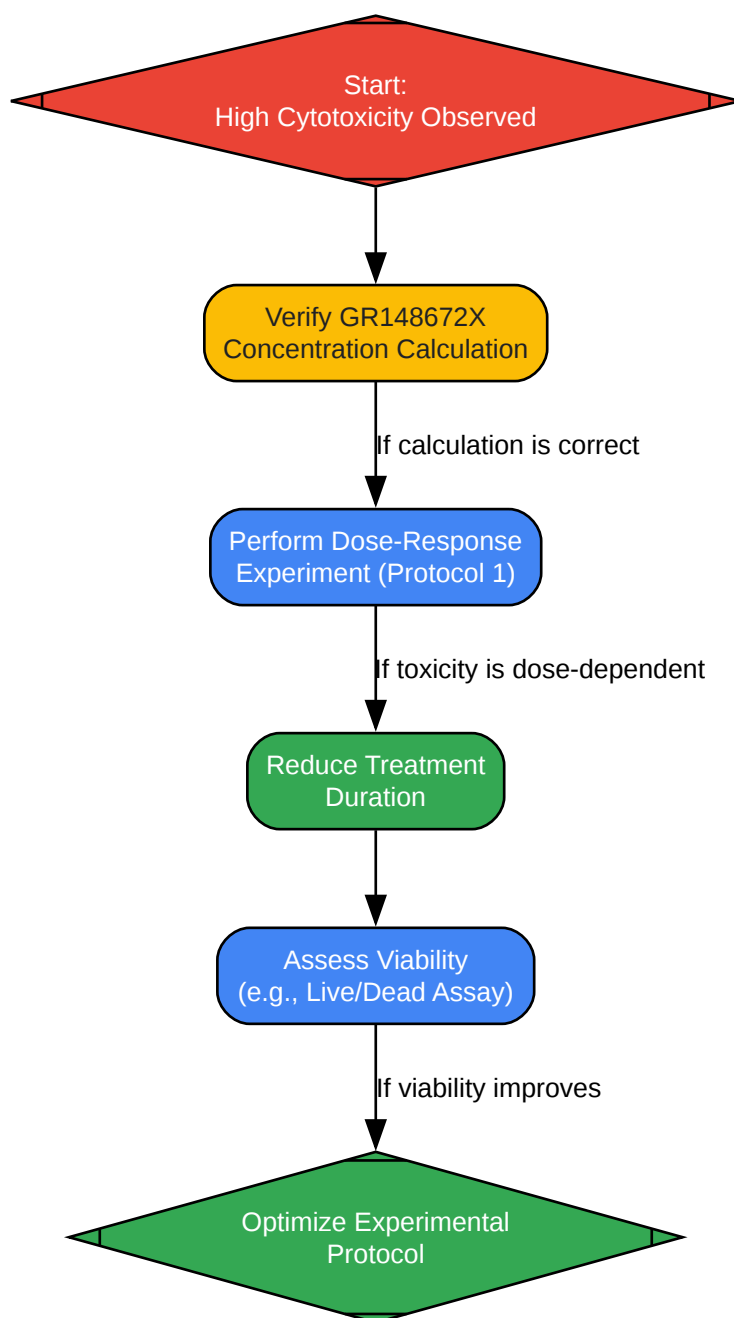 Start:
High Cytotoxicity Observed
Verify GR148672X
Concentration Calculation
If calculation is correct
Perform Dose-Response
Experiment (Protocol 1)
If toxicity is dose-dependent
Reduce Treatment
Duration
Assess Viability
(e.g., Live/Dead Assay)
If viability improves
Optimize Experimental
Protocol